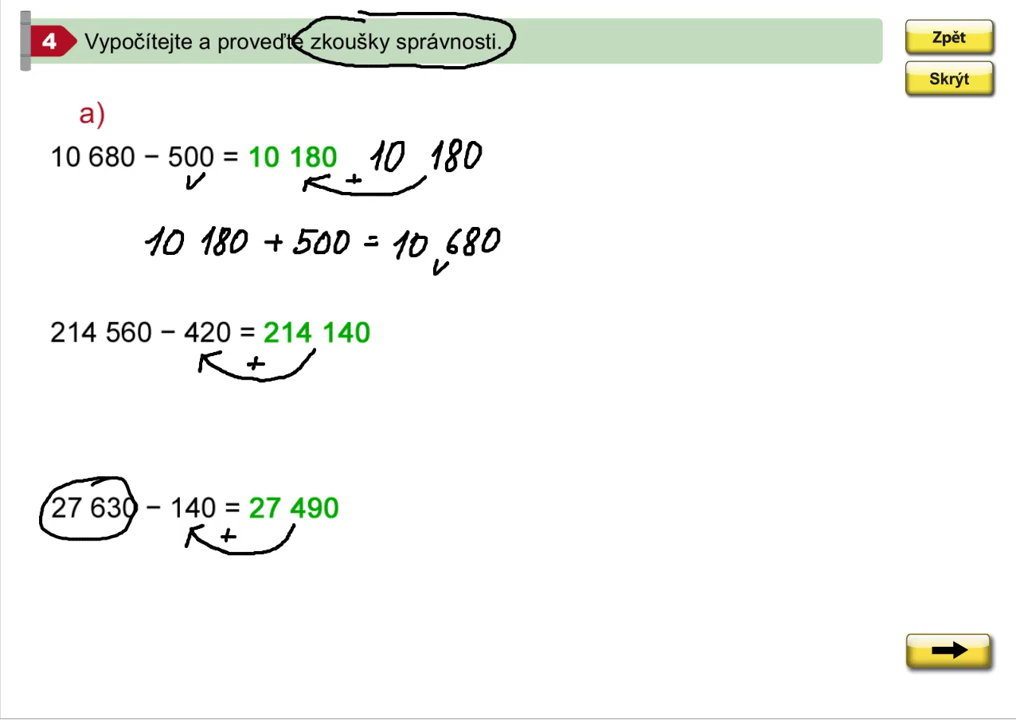 4 Vypočítejte a proveďte zkoušky správnosti.
Zpět
Skrýt
a)
10 680 − 500 = 10 180 10 180
+
10 180 + 500 = 10 680
214 560 − 420 = 214 140
+
27 630 − 140 = 27 490
+